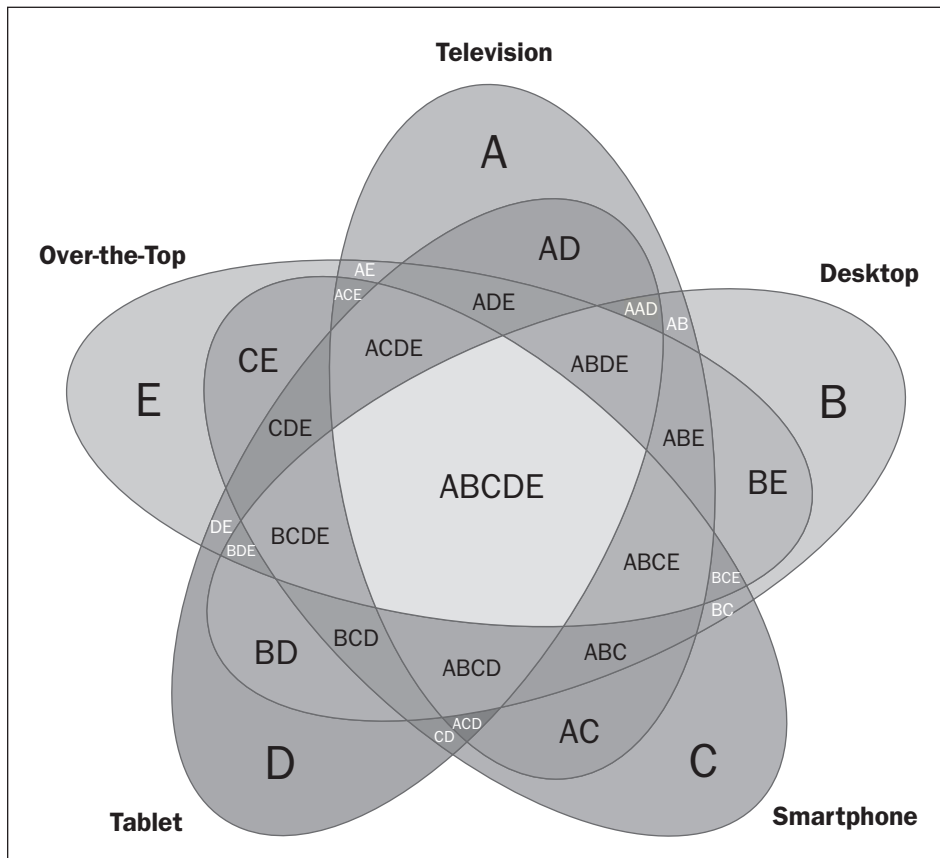 Television
A
AD
Over-the-Top
AE
Desktop
ACE
ADE
AAD
AB
CE
ACDE
ABDE
E
B
CDE
ABE
BE
ABCDE
DE
BCDE
BDE
ABCE
BCE
BC
BD
BCD
ABCD
ABC
ACD
CD
AC
D
C
Tablet
Smartphone